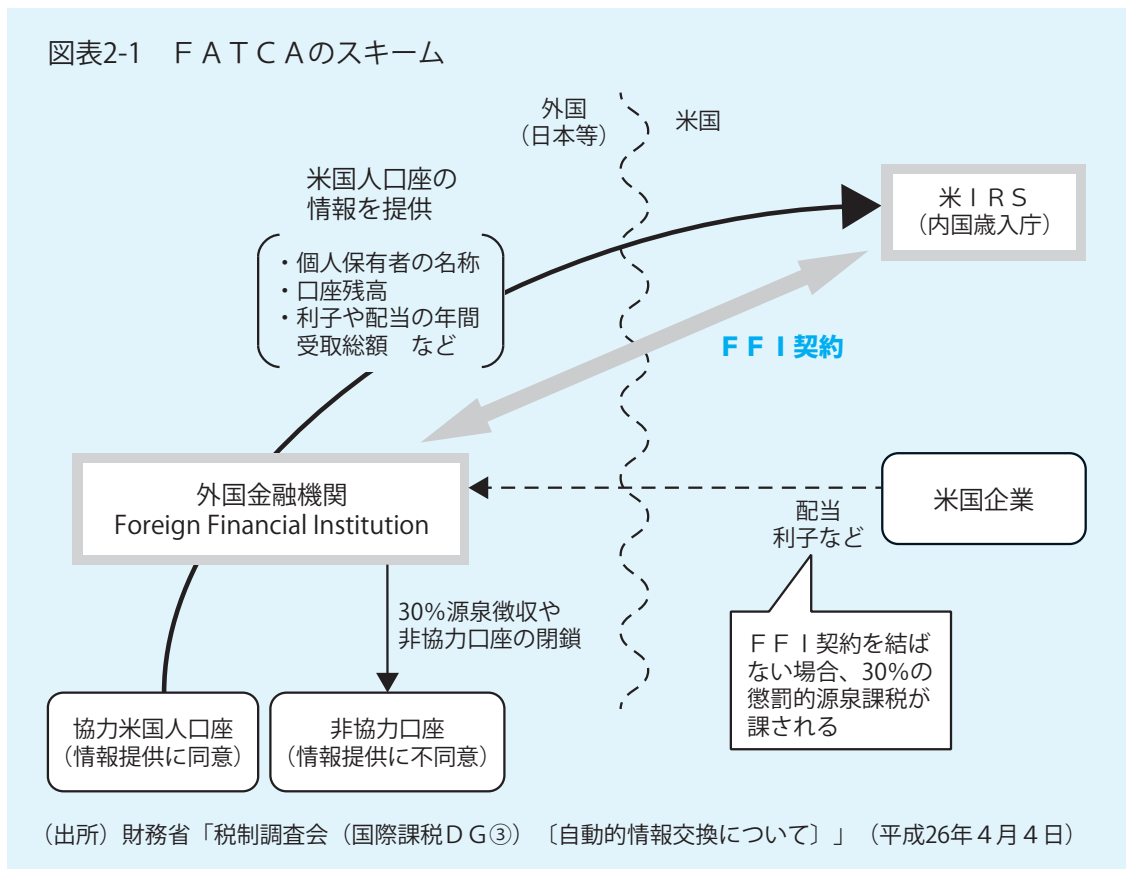 図表2-1　ＦＡＴＣＡのスキーム
外国
（日本等）
米国
米国人口座の
情報を提供
・個人保有者の名称
・口座残高
・利子や配当の年間
受取総額　など
米ＩＲＳ
（内国歳入庁）
ＦＦＩ契約
外国金融機関
Foreign Financial Institution
米国企業
配当
利子など
30%源泉徴収や
非協力口座の閉鎖
ＦＦＩ契約を結ば
ない場合、30%の
懲罰的源泉課税が
課される
協力米国人口座
（情報提供に同意）
非協力口座
（情報提供に不同意）
（出所）財務省「税制調査会（国際課税ＤＧ③）〔自動的情報交換について〕」（平成26年４月４日）